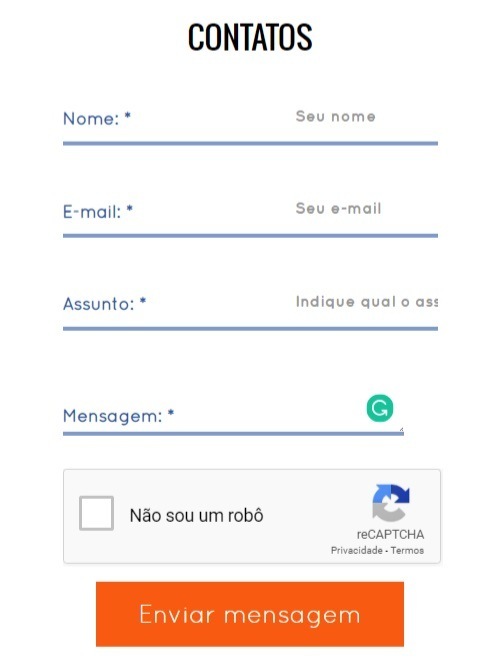 CONTATOS
Nome: * Seu nome
E-mail: * Seu e-mail
Assunto: * Indique qual o ass
Mensagem: *
Não sou um robô
reCAPTCHA
Privacidade - Termos
Enviar mensagem